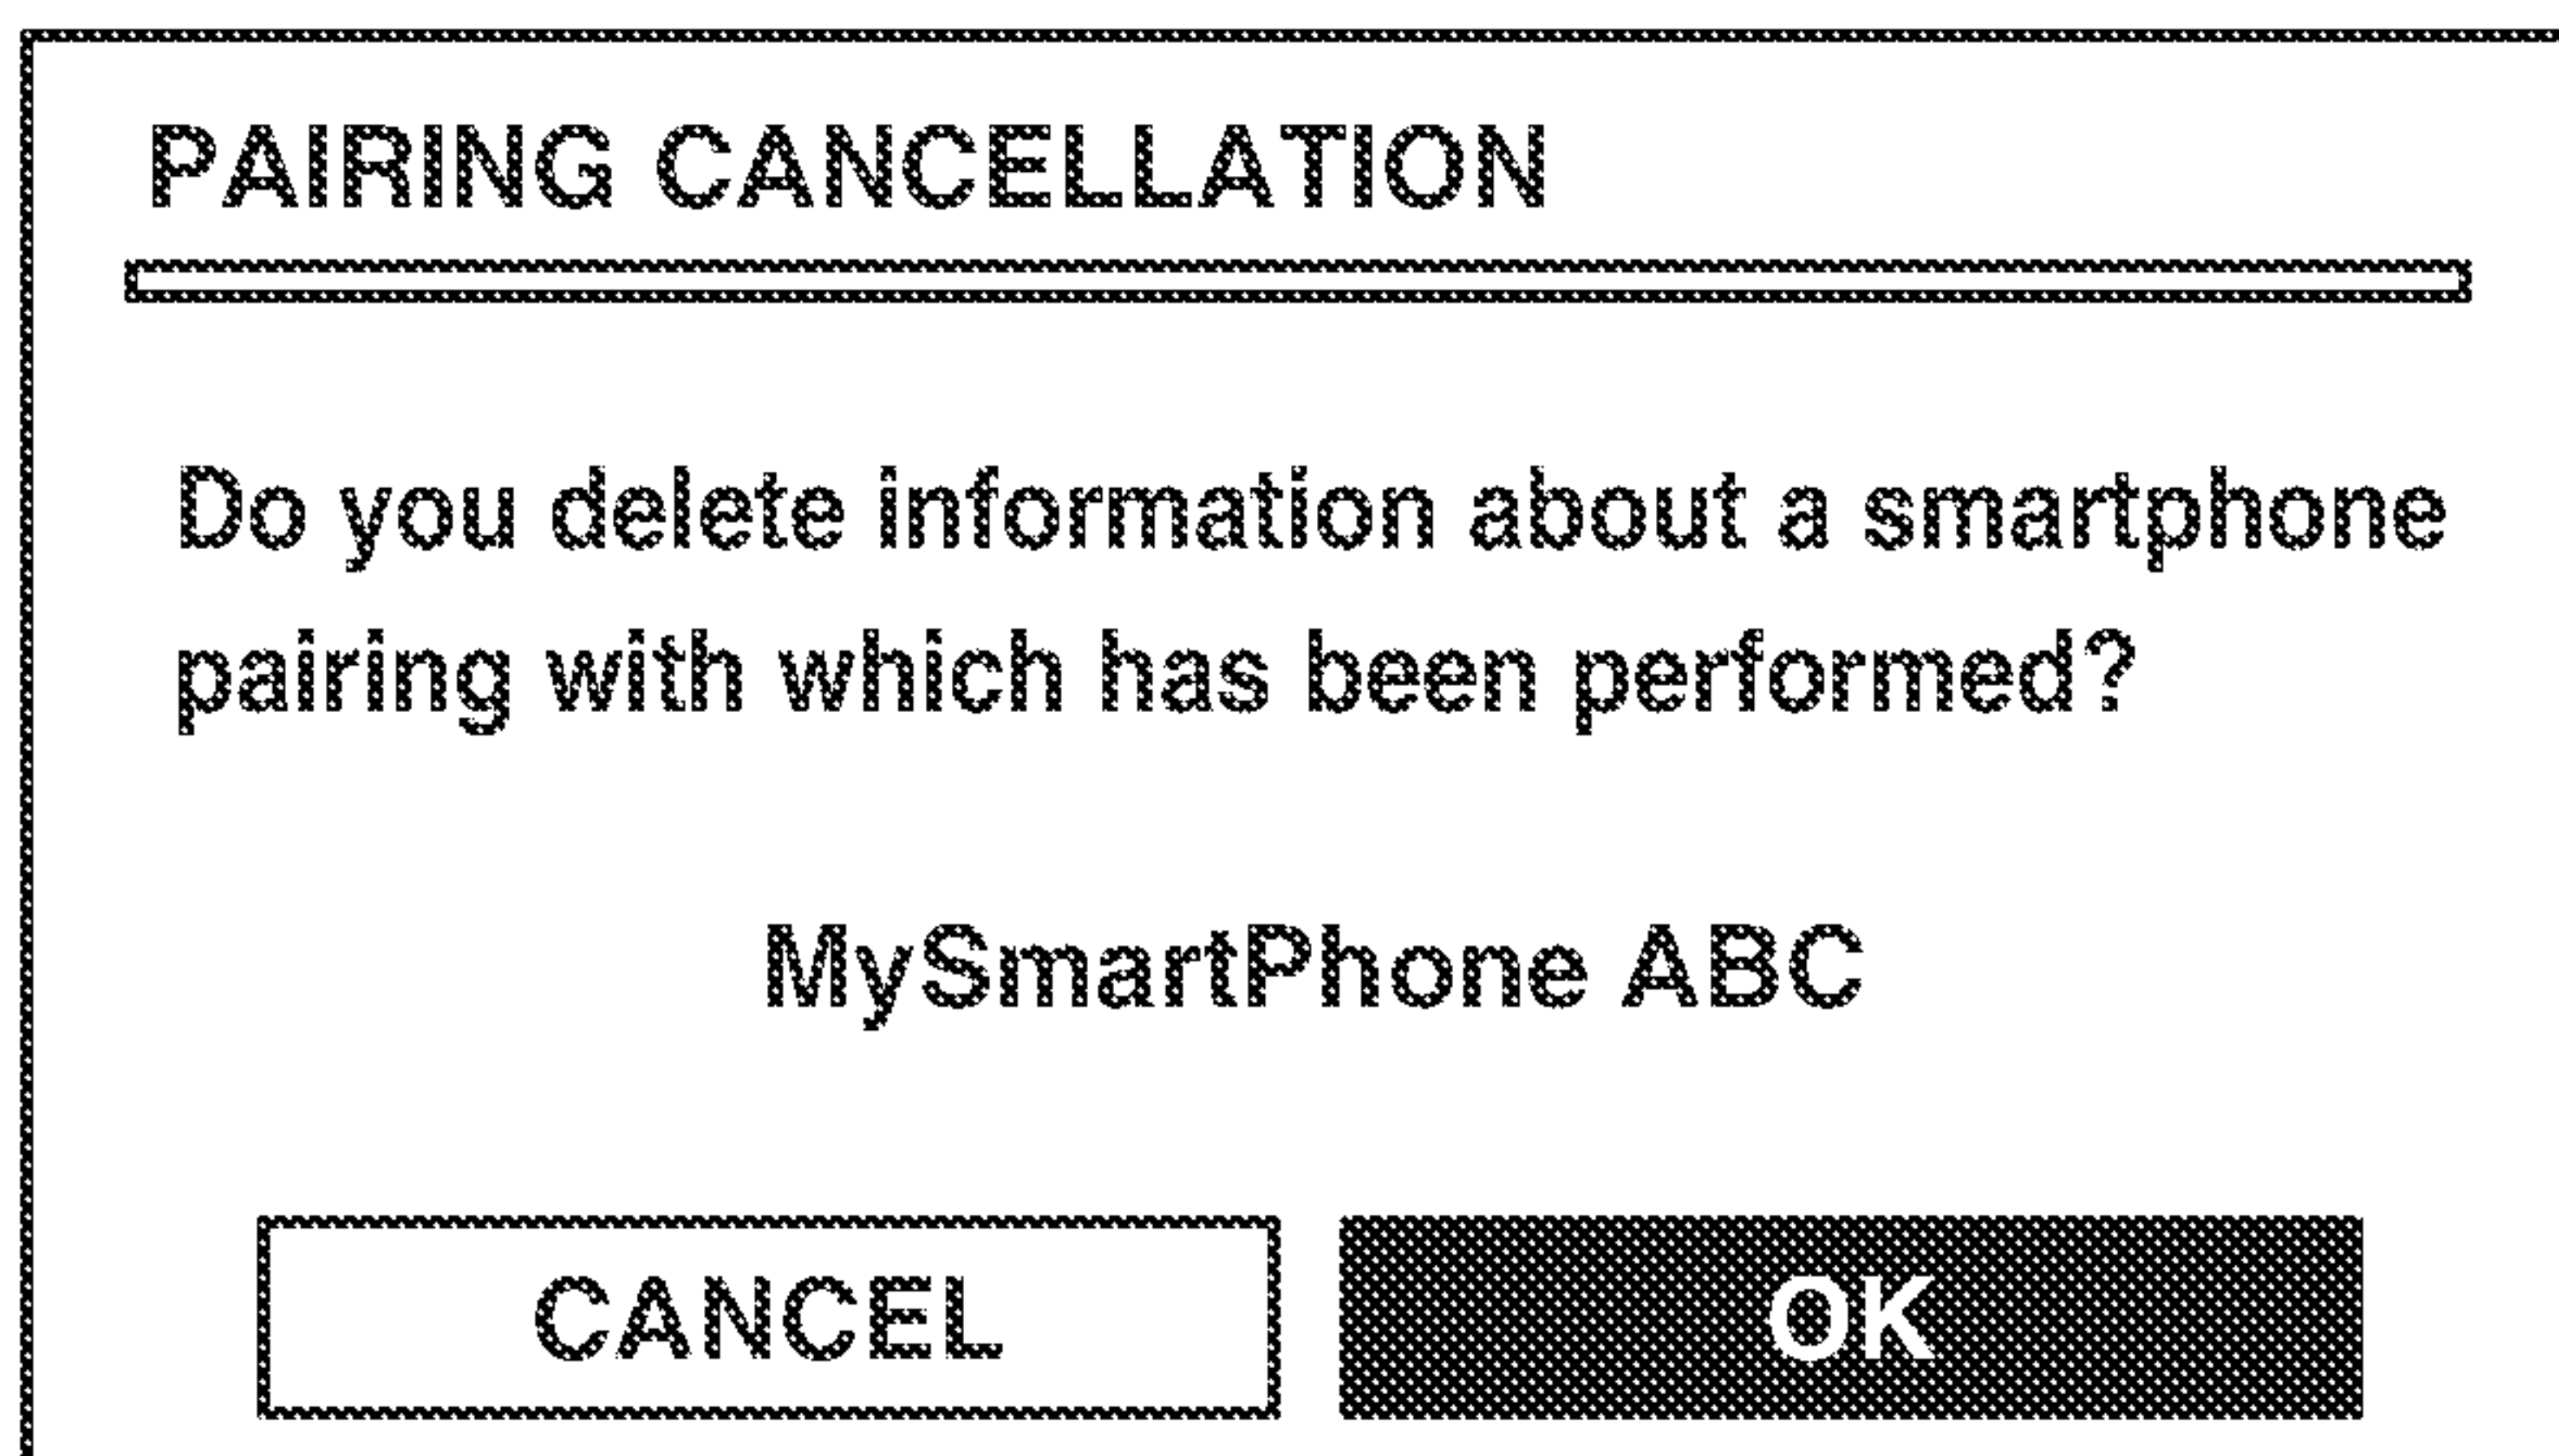 PAIRING CANCELLATION
Do you delete information about a smartphone
pairing with which has been performed?
MySmartPhone ABC
CANCEL
OK